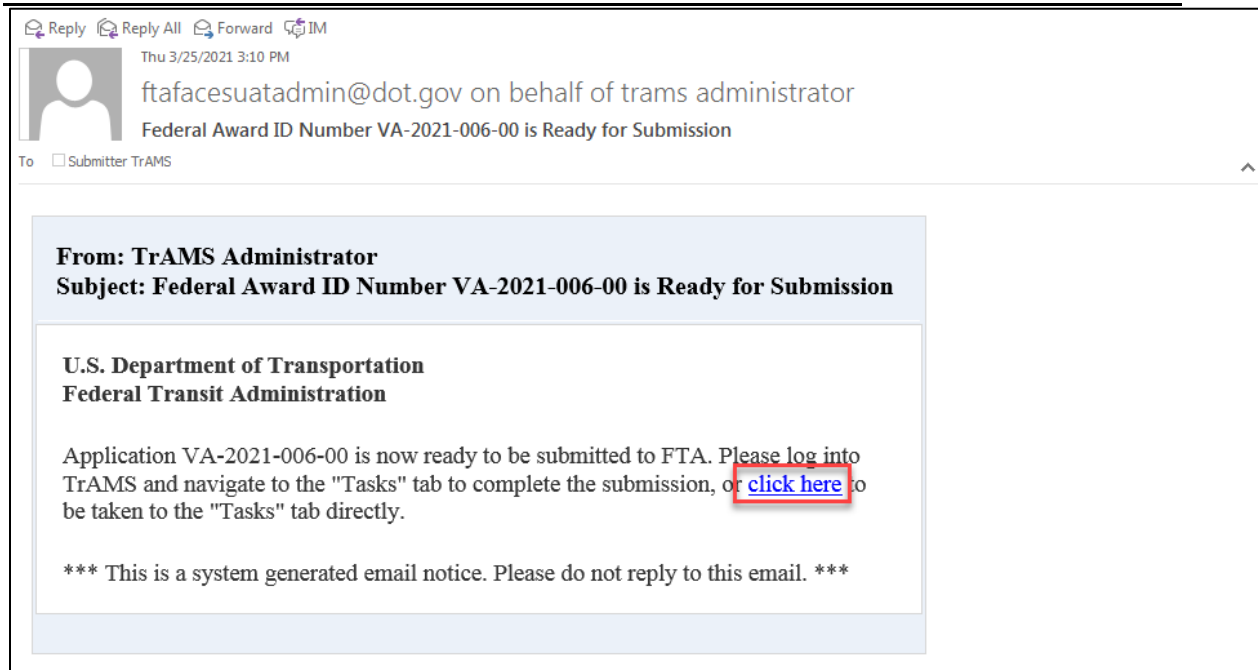 Reply Reply All Forward IM
Thu 3/25/2021 3:10 PM
ftafacesuatadmin@dot.gov on behalf of trams administrator
Federal Award ID Number VA-2021-006-00 is Ready for Submission
To Submitter TrAMS
From: TrAMS Administrator
Subject: Federal Award ID Number VA-2021-006-00 is Ready for Submission
U.S. Department of Transportation
Federal Transit Administration
Application VA-2021-006-00 is now ready to be submitted to FTA. Please log into
TrAMS and navigate to the "Tasks" tab to complete the submission, or click here to
be taken to the "Tasks" tab directly.
*** This is a system generated email notice. Please do not reply to this email. ***